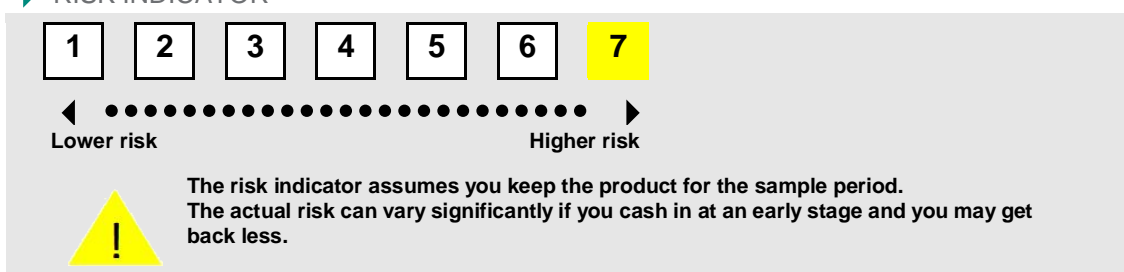 RISK INDICATOR
1 2 3 4 5 6 7
Lower risk Higher risk
The risk indicator assumes you keep the product for the sample period.
The actual risk can vary significantly if you cash in at an early stage and you may get
back less.
!